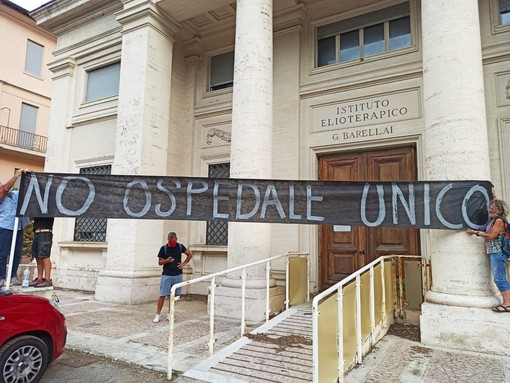 ISTITUTO
ELIOTERAPICO
G. BARELLAI
NO OSPEDALE UNICO